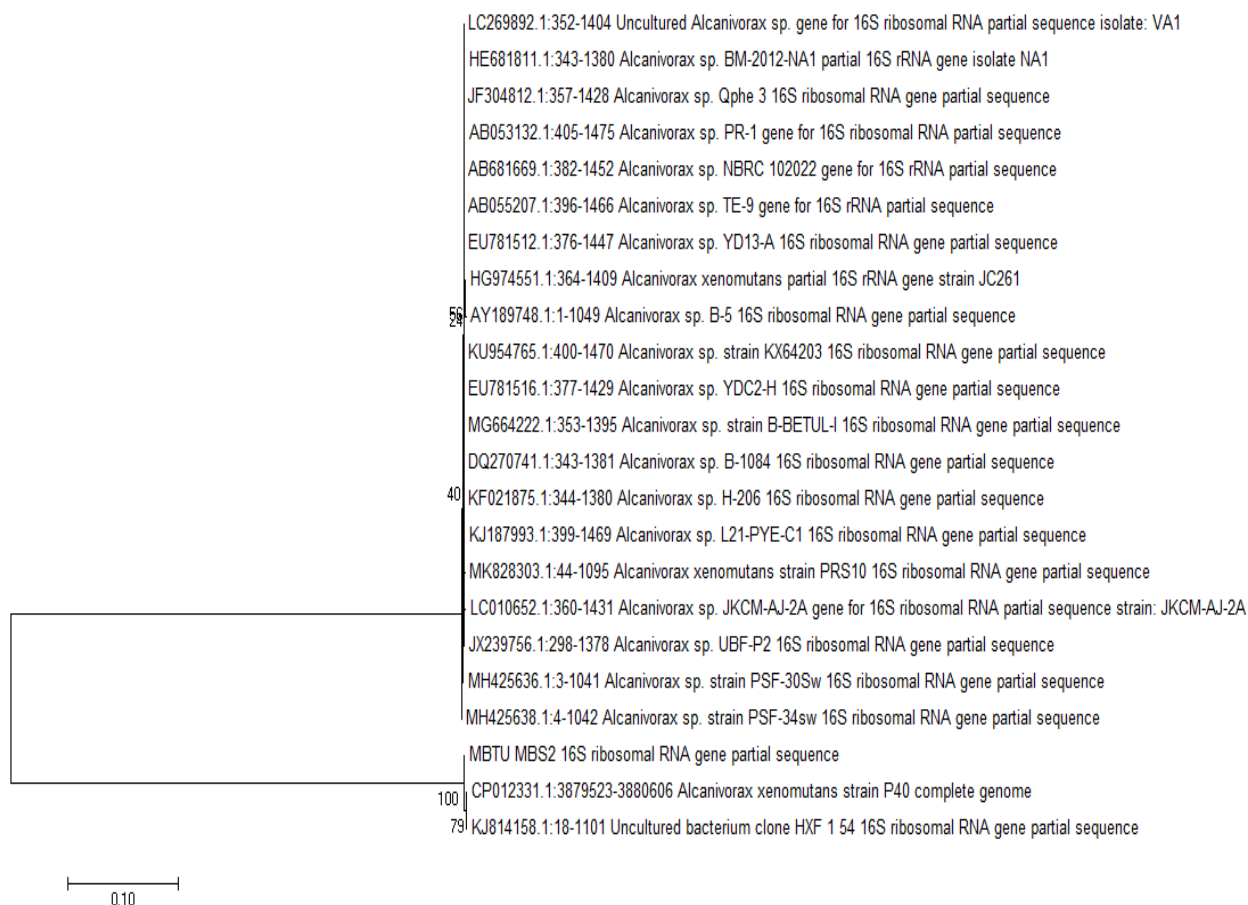 LC269892.1:352-1404 Uncultured Alcanivorax sp. gene for 16S ribosomal RNA partial sequence isolate: VA1
HE681811.1:343-1380 Alcanivorax sp. BM-2012-NA1 partial 16S rRNA gene isolate NA1
JF304812.1:357-1428 Alcanivorax sp. Qphe 3 16S ribosomal RNA gene partial sequence
AB053132.1:405-1475 Alcanivorax sp. PR-1 gene for 16S ribosomal RNA partial sequence
AB681669.1:382-1452 Alcanivorax sp. NBRC 102022 gene for 16S rRNA partial sequence
AB055207.1:396-1466 Alcanivorax sp. TE-9 gene for 16S rRNA partial sequence
EU781512.1:376-1447 Alcanivorax sp. YD13-A 16S ribosomal RNA gene partial sequence
HG974551.1:364-1409 Alcanivorax xenomutans partial 16S rRNA gene strain JC261
AY189748.1:1-1049 Alcanivorax sp. B-5 16S ribosomal RNA gene partial sequence
KU954765.1:400-1470 Alcanivorax sp. strain KX64203 16S ribosomal RNA gene partial sequence
EU781516.1:377-1429 Alcanivorax sp. YDC2-H 16S ribosomal RNA gene partial sequence
MG664222.1:353-1395 Alcanivorax sp. strain B-BETUL-I 16S ribosomal RNA gene partial sequence
DQ270741.1:343-1381 Alcanivorax sp. B-1084 16S ribosomal RNA gene partial sequence
40 KF021875.1:344-1380 Alcanivorax sp. H-206 16S ribosomal RNA gene partial sequence
KJ187993.1:399-1469 Alcanivorax sp. L21-PYE-C1 16S ribosomal RNA gene partial sequence
MK828303.1:44-1095 Alcanivorax xenomutans strain PRS10 16S ribosomal RNA gene partial sequence
LC010652.1:360-1431 Alcanivorax sp. JKCM-AJ-2A gene for 16S ribosomal RNA partial sequence strain: JKCM-AJ-2A
JX239756.1:298-1378 Alcanivorax sp. UBF-P2 16S ribosomal RNA gene partial sequence
MH425636.1:3-1041 Alcanivorax sp. strain PSF-30Sw 16S ribosomal RNA gene partial sequence
MH425638.1:4-1042 Alcanivorax sp. strain PSF-34sw 16S ribosomal RNA gene partial sequence
MBTU MBS2 16S ribosomal RNA gene partial sequence
100 CP012331.1:3879523-3880606 Alcanivorax xenomutans strain P40 complete genome
79 KJ814158.1:18-1101 Uncultured bacterium clone HXF 1 54 16S ribosomal RNA gene partial sequence
0.10